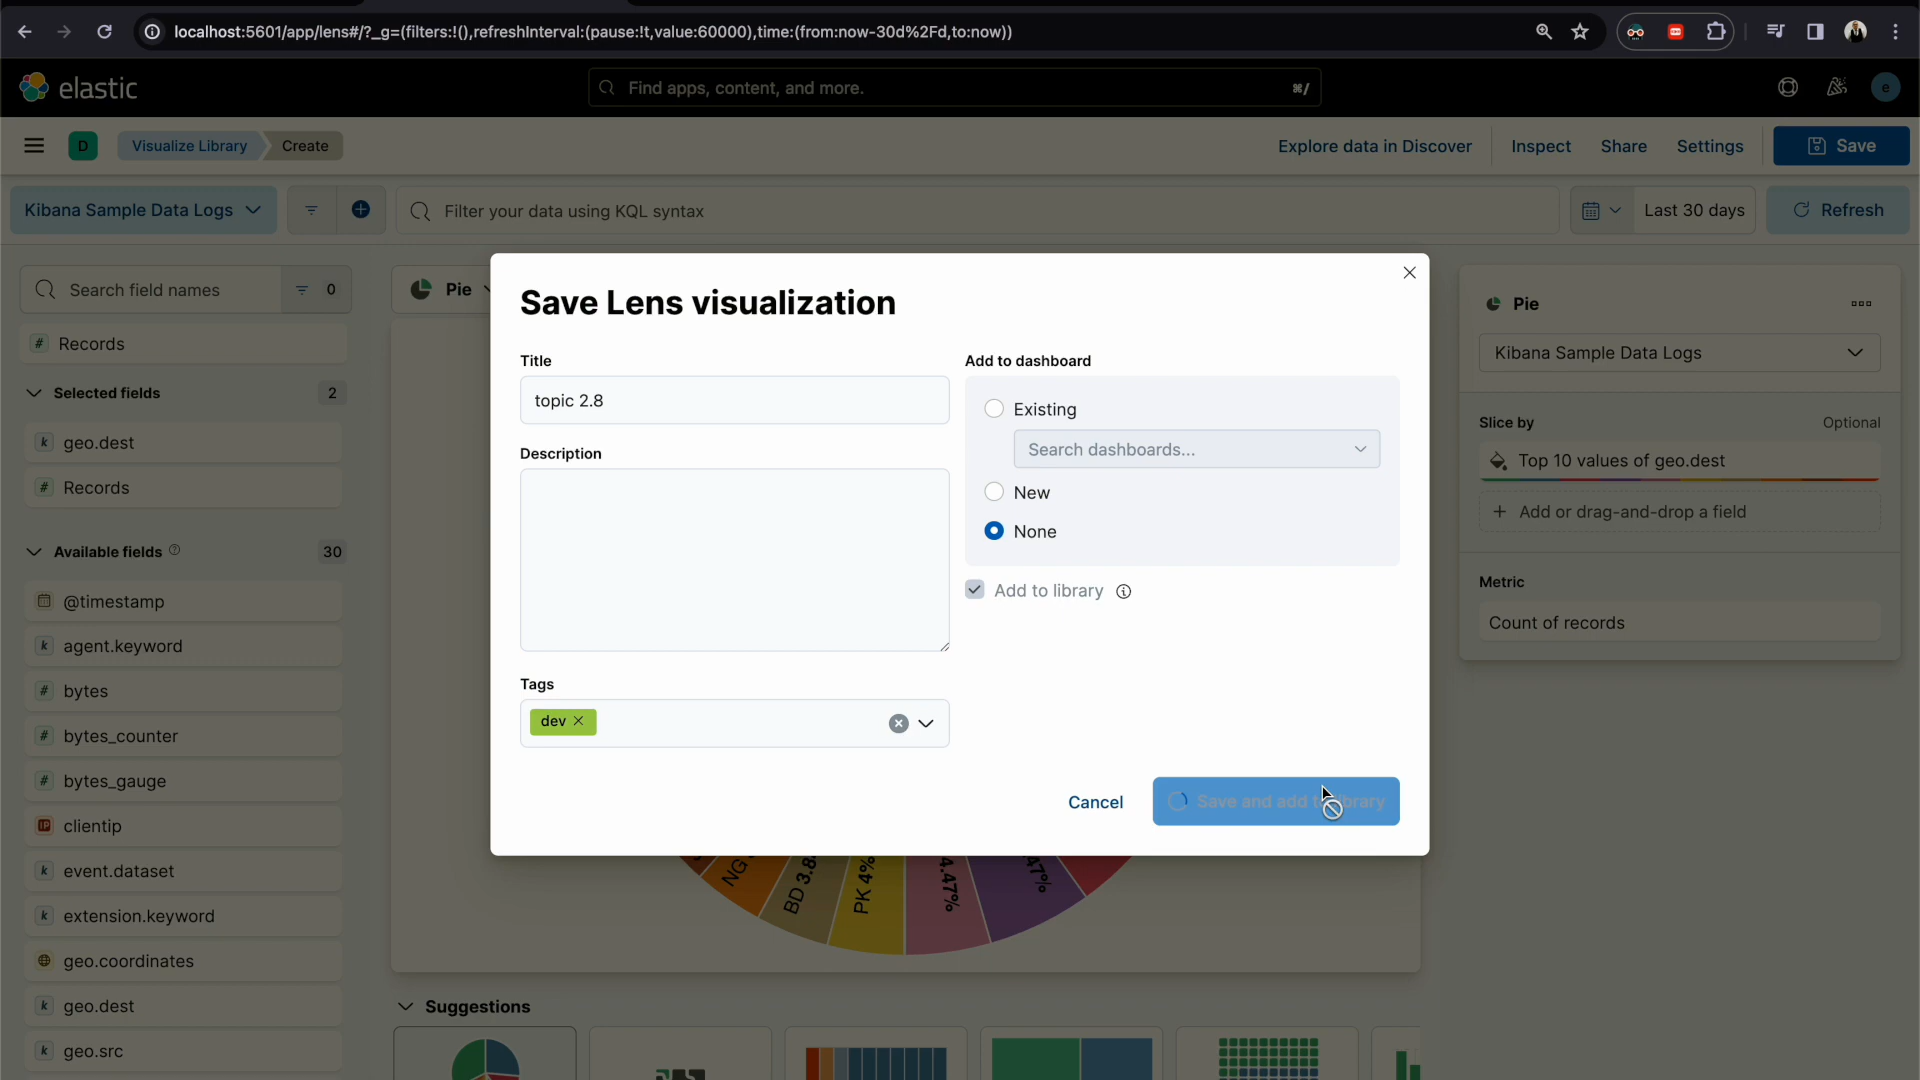 localhost:5601/app/lens#/?_g=(filters:!(),refreshInterval:(pause:!t,value:60000),time:(from:now-30d%2Fd,to:now))
elastic
Find apps, content, and more.
⌘/
e
D
Visualize Library
Create
Explore data in Discover
Inspect
Share
Settings
Save
Kibana Sample Data Logs
Filter your data using KQL syntax
Last 30 days
Refresh
Search field names
0
# Records
Selected fields
2
k geo.dest
# Records
Available fields
30
@timestamp
k agent.keyword
# bytes
# bytes_counter
# bytes_gauge
IP clientip
k event.dataset
k extension.keyword
geo.coordinates
k geo.dest
k geo.src
Pie
Save Lens visualization
Title
topic 2.8
Description
Tags
dev
Add to dashboard
Existing
Search dashboards...
New
None
Add to library
Cancel
Save and add to library
NG
BD 3.8
PK 4%
4.47%
47%
Suggestions
Pie
Kibana Sample Data Logs
Slice by
Optional
Top 10 values of geo.dest
+ Add or drag-and-drop a field
Metric
Count of records